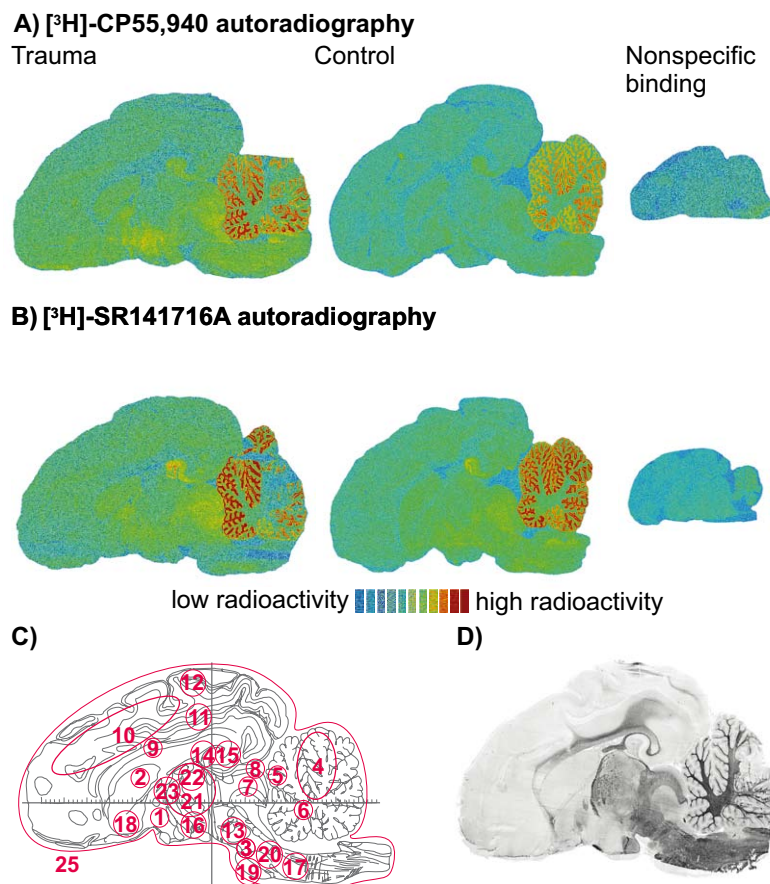 A) [³H]-CP55,940 autoradiography
Trauma
Control
Nonspecific
binding
B) [³H]-SR141716A autoradiography
low radioactivity
high radioactivity
C)
D)
12
11
10
9
14
15
4
8
5
2
22
7
23
21
6
1
18
16
13
3
20
17
19
25